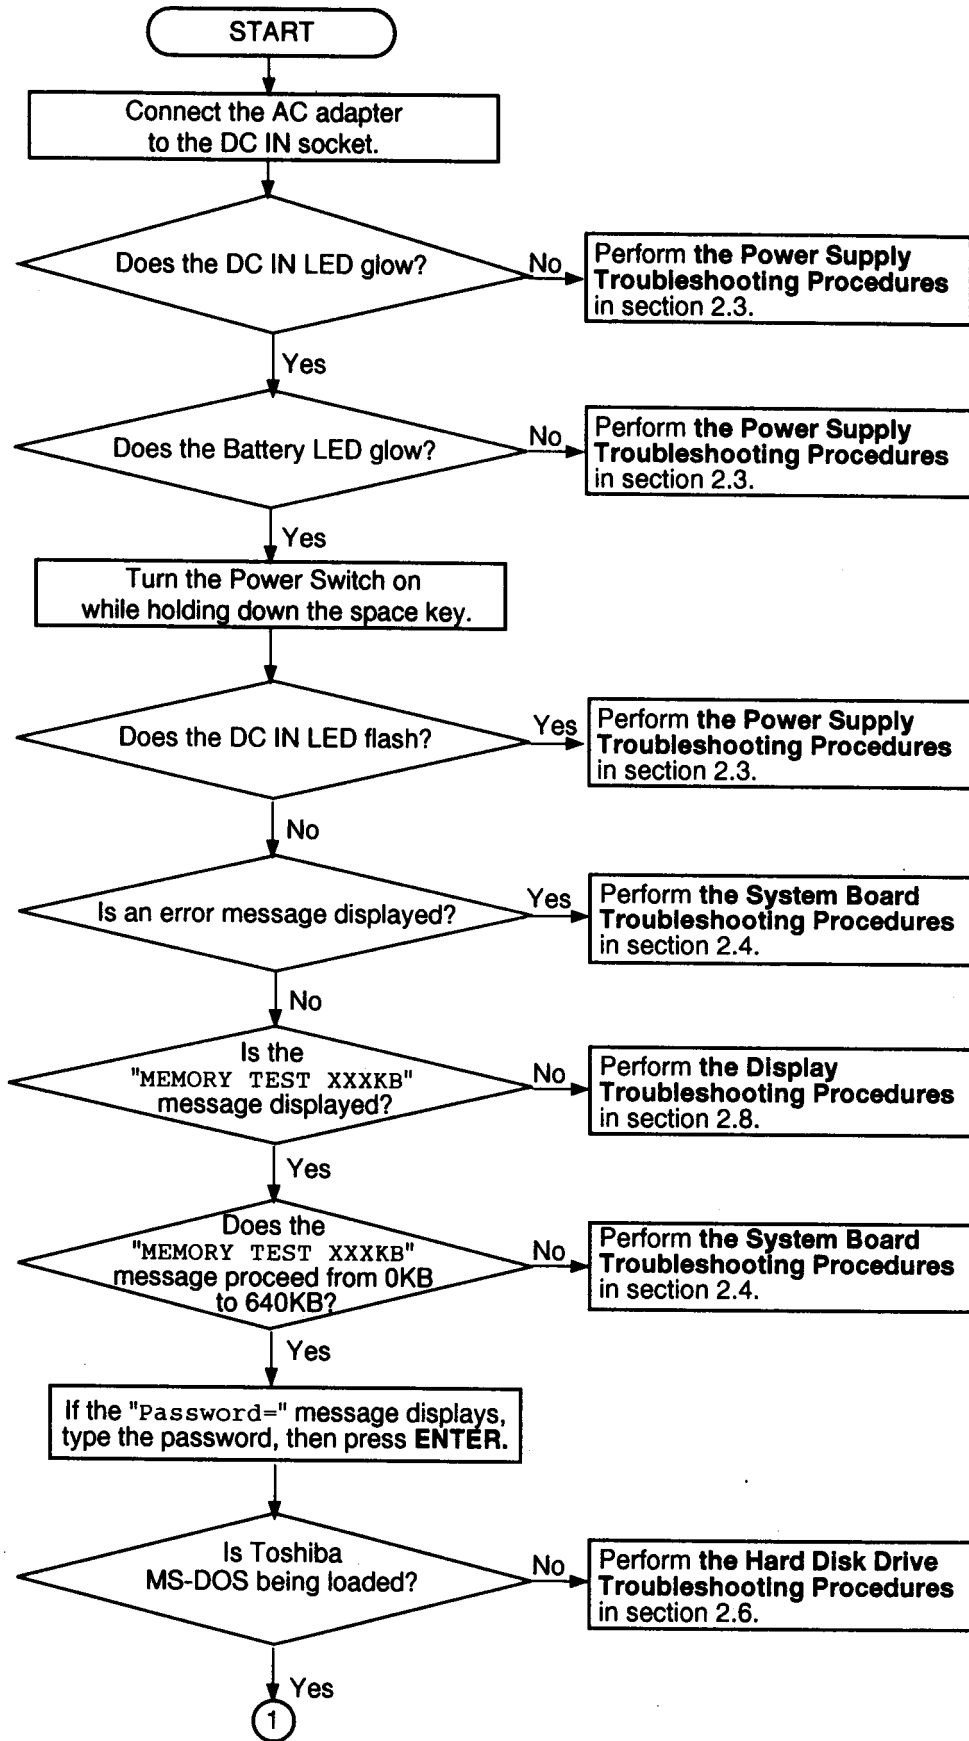 START
Connect the AC adapter
to the DC IN socket.
Does the DC IN LED glow?
No
Perform the Power Supply
Troubleshooting Procedures
in section 2.3.
Yes
Does the Battery LED glow?
No
Perform the Power Supply
Troubleshooting Procedures
in section 2.3.
Yes
Turn the Power Switch on
while holding down the space key.
Does the DC IN LED flash?
Yes
Perform the Power Supply
Troubleshooting Procedures
in section 2.3.
No
Is an error message displayed?
Yes
Perform the System Board
Troubleshooting Procedures
in section 2.4.
No
Is the
"MEMORY TEST XXXKB"
message displayed?
No
Perform the Display
Troubleshooting Procedures
in section 2.8.
Yes
Does the
"MEMORY TEST XXXKB"
message proceed from 0KB
to 640KB?
No
Perform the System Board
Troubleshooting Procedures
in section 2.4.
Yes
If the "Password=" message displays,
type the password, then press ENTER.
Is Toshiba
MS-DOS being loaded?
No
Perform the Hard Disk Drive
Troubleshooting Procedures
in section 2.6.
Yes
1